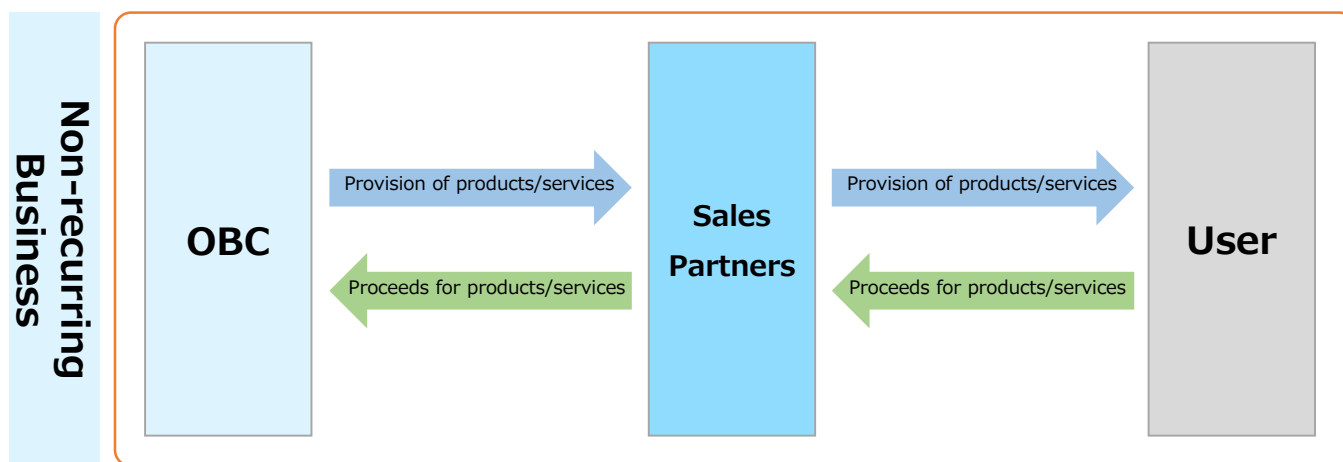 Non-recurring
Business
OBC
Provision of products/services
Proceeds for products/services
Sales
Partners
Provision of products/services
Proceeds for products/services
User